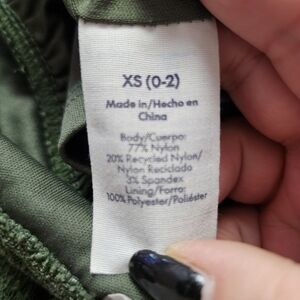 XS (0-2)
Made in/Hecho en
China
Body/Cuerpo:
77% Nylon
20% Recycled Nylon/
Nylon Reciclado
3% Spandex
Lining/Forro:
100% Polyester/Poliéster